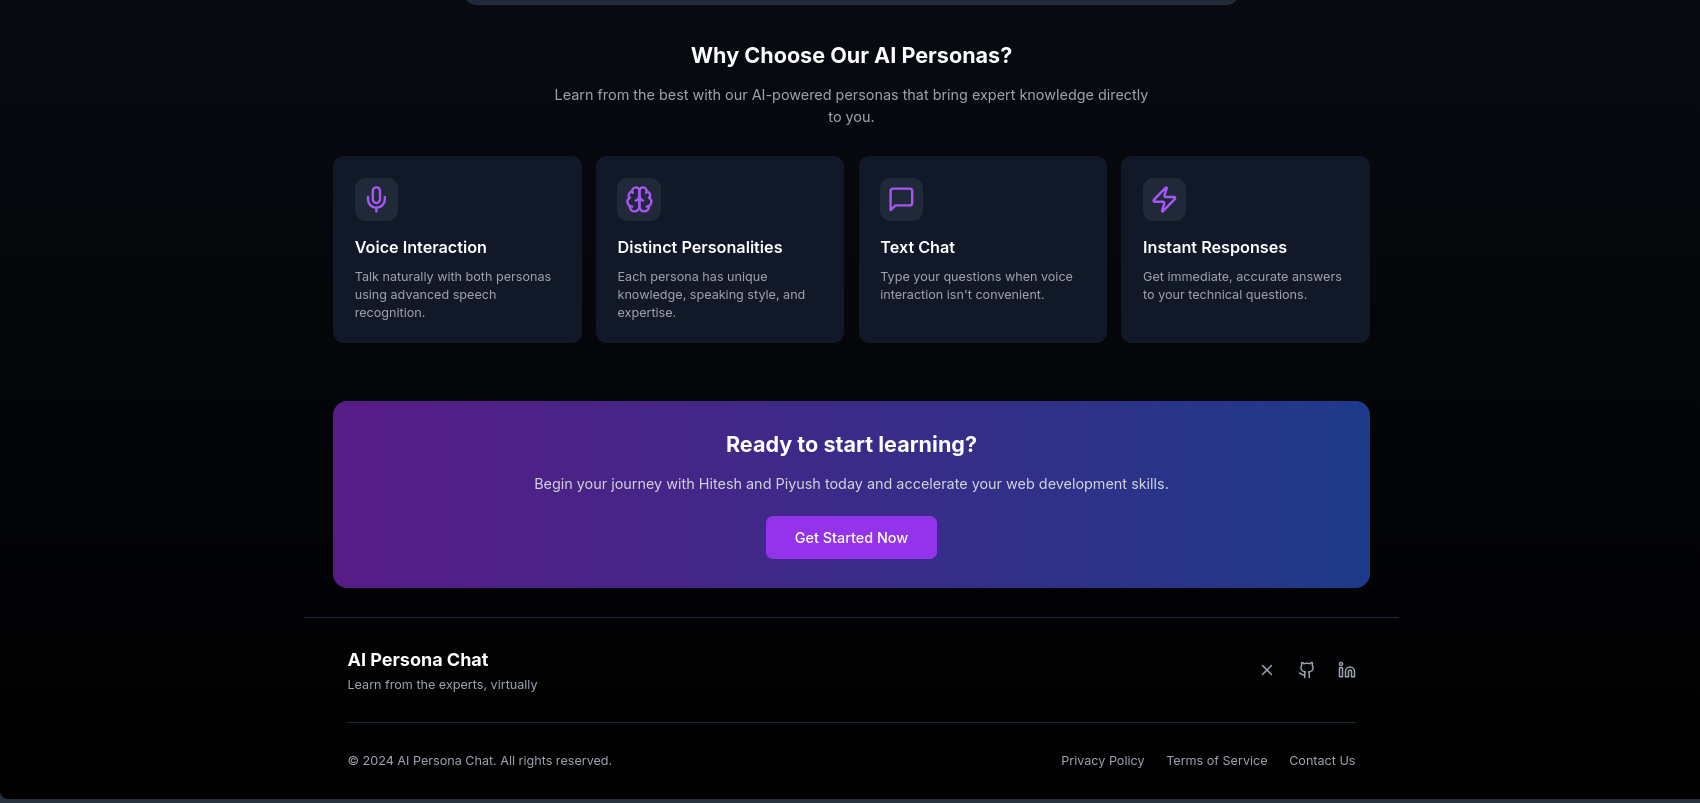 Why Choose Our AI Personas?
Learn from the best with our AI-powered personas that bring expert knowledge directly
to you.
Voice Interaction
Talk naturally with both personas
using advanced speech
recognition.
Distinct Personalities
Each persona has unique
knowledge, speaking style, and
expertise.
Text Chat
Type your questions when voice
interaction isn't convenient.
Instant Responses
Get immediate, accurate answers
to your technical questions.
Ready to start learning?
Begin your journey with Hitesh and Piyush today and accelerate your web development skills.
Get Started Now
AI Persona Chat
Learn from the experts, virtually
© 2024 AI Persona Chat. All rights reserved.
Privacy Policy
Terms of Service
Contact Us